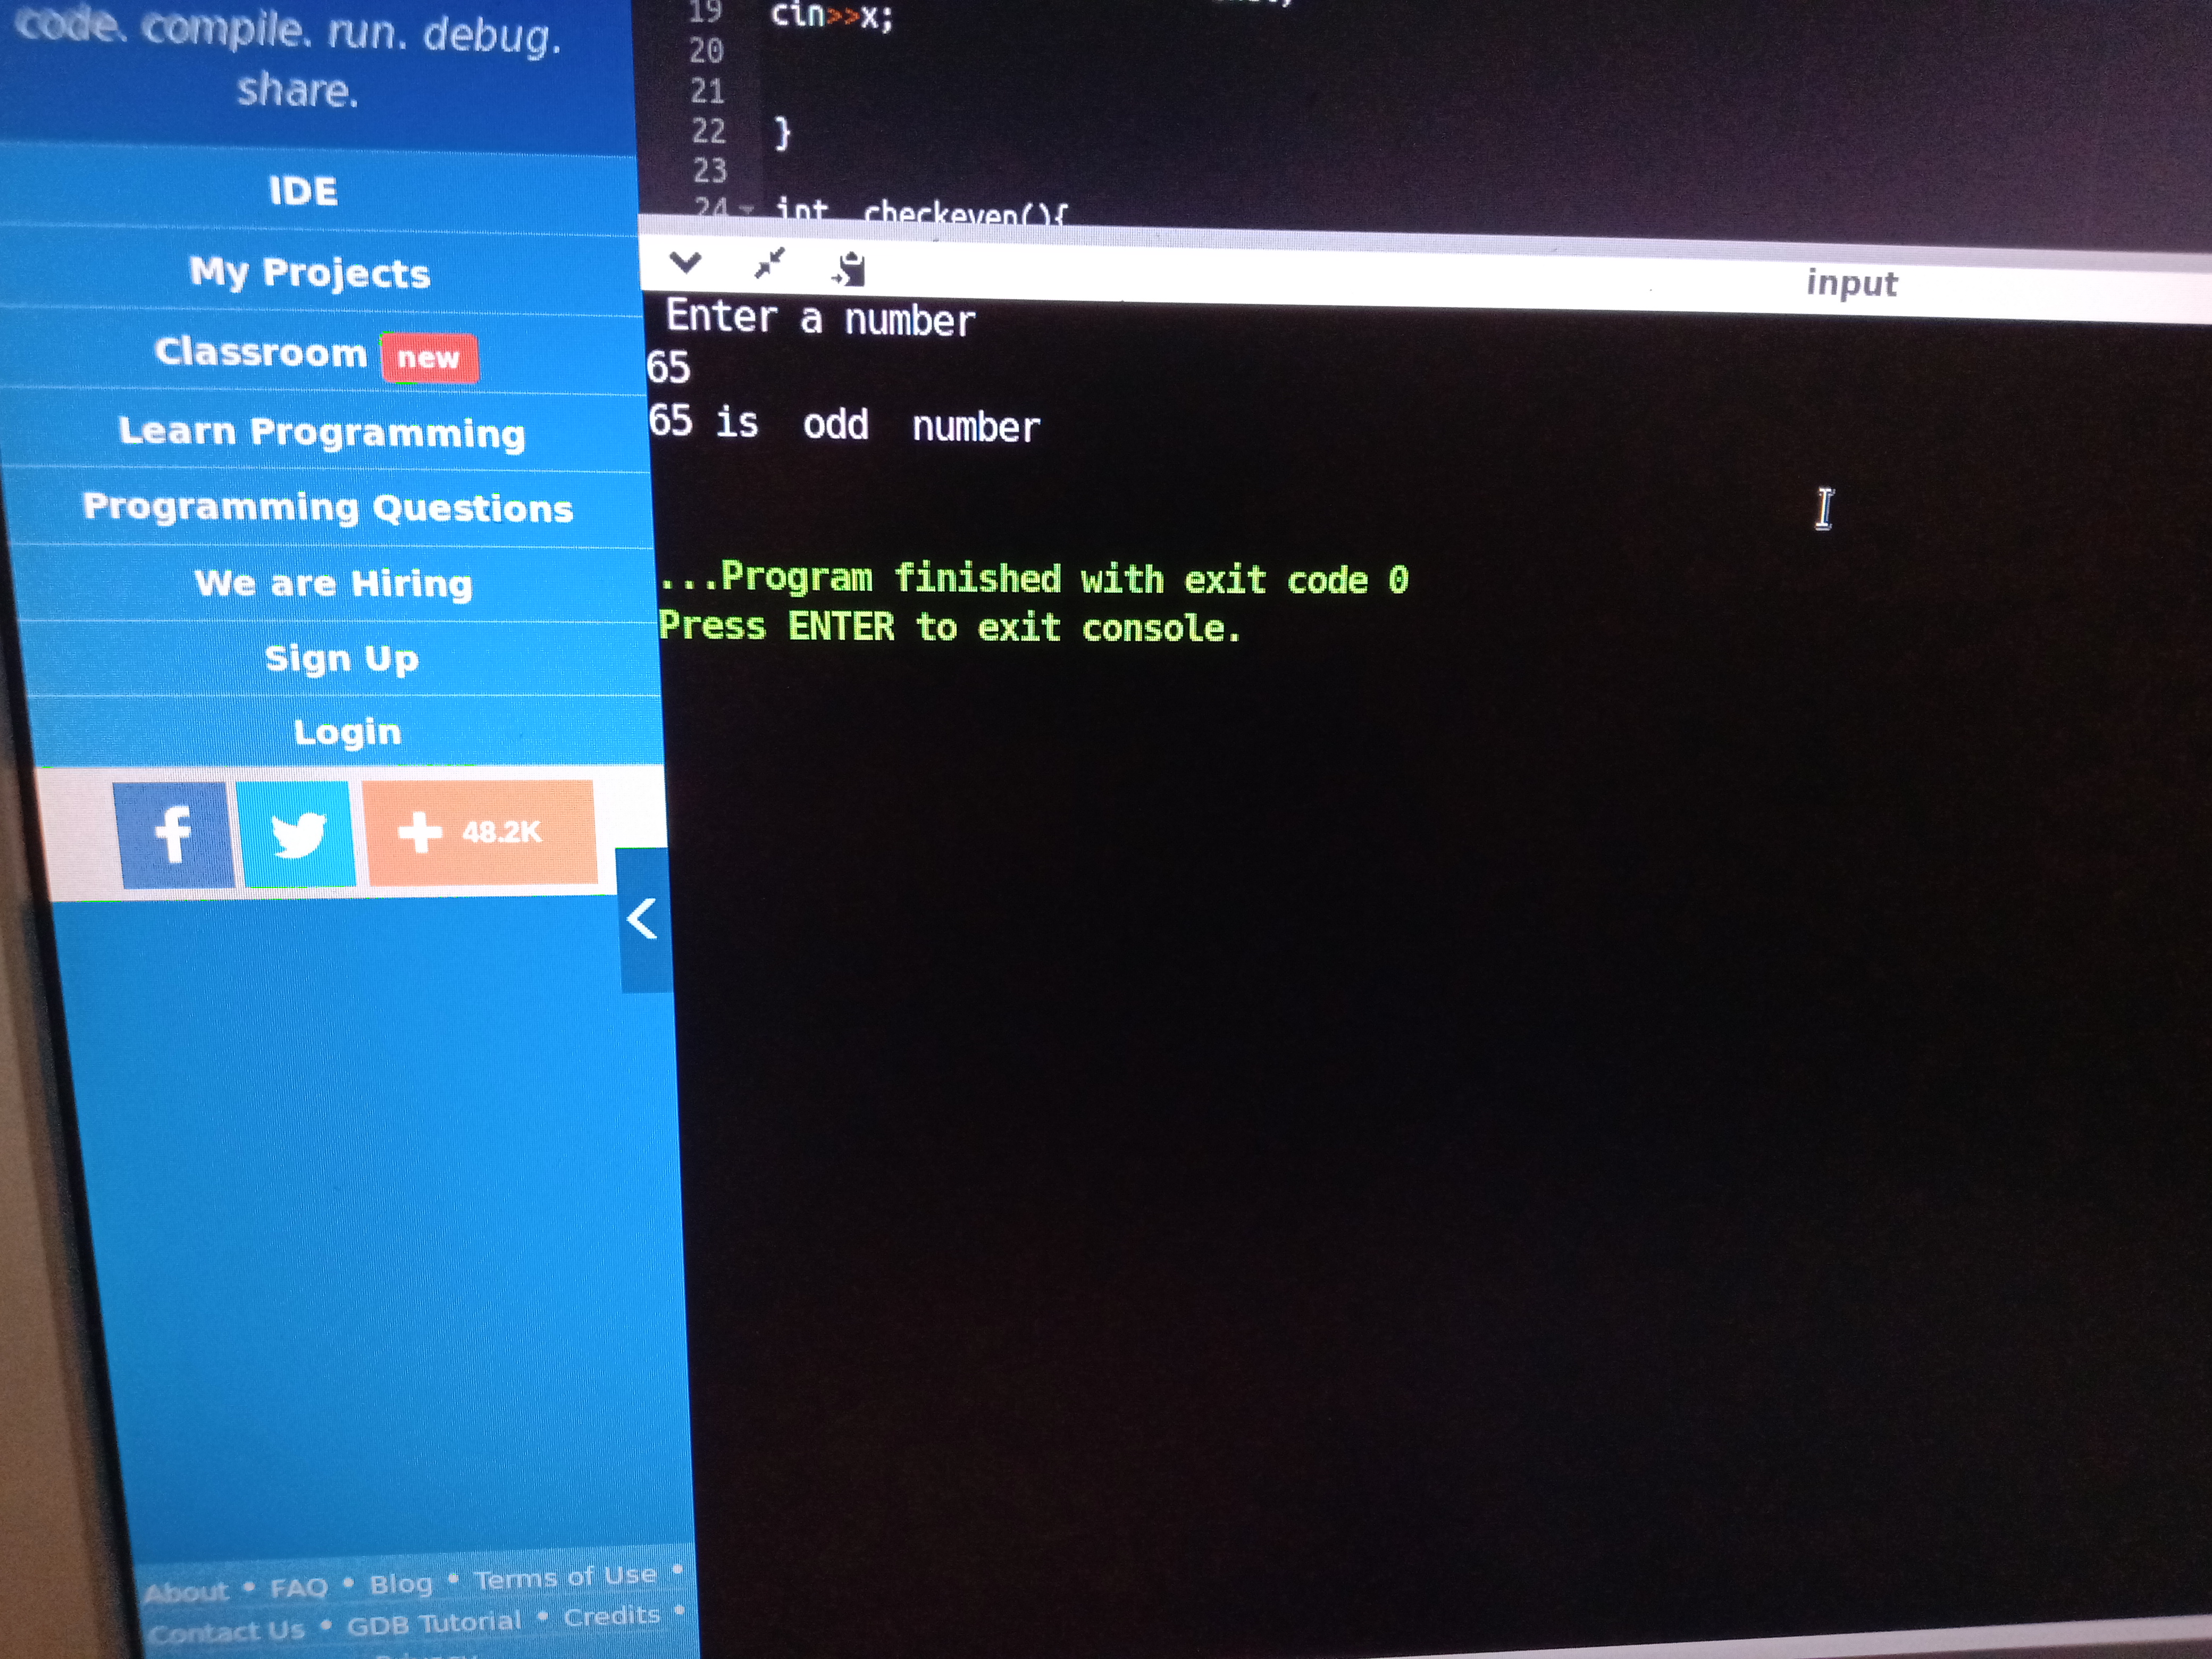 code. compile. run. debug.
share.
IDE
My Projects
Classroom new
Learn Programming
Programming Questions
We are Hiring
Sign Up
Login
48.2K
About • FAQ • Blog • Terms of Use •
Contact Us • GDB Tutorial • Credits •
19 cin>>x;
20
21
22 }
23
24 int checkeven(){
input
Enter a number
65
65 is odd number
...Program finished with exit code 0
Press ENTER to exit console.